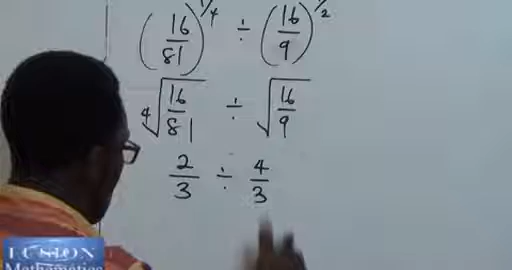 (16/81)^1/4 ÷ (16/9)^1/2
⁴√16/81 ÷ √16/9
2/3 ÷ 4/3
FUSION
Mathematics